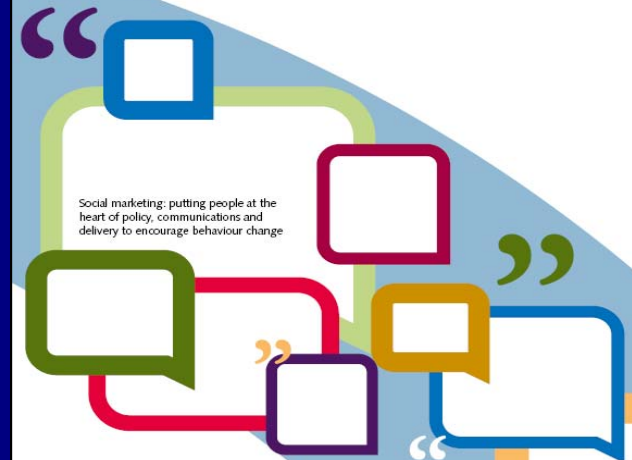 Social marketing: putting people at the
heart of policy, communications and
delivery to encourage behaviour change